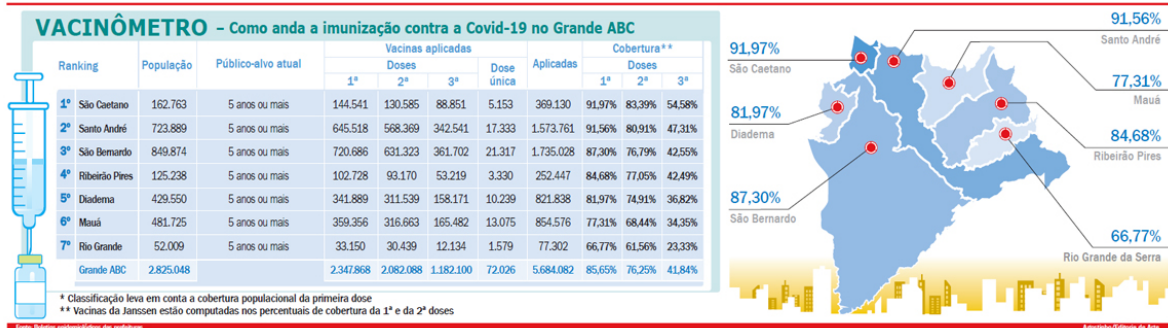 VACINÔMETRO – Como anda a imunização contra a Covid-19 no Grande ABC
Ranking População Público-alvo atual Vacinas aplicadas Aplicadas Cobertura**
Doses Dose única Doses
1ª 2ª 3ª 1ª 2ª 3ª
1º São Caetano 162.763 5 anos ou mais 144.541 130.585 88.851 5.153 369.130 91,97% 83,39% 54,58%
2º Santo André 723.889 5 anos ou mais 645.518 568.369 342.541 17.333 1.573.761 91,56% 80,91% 47,31%
3º São Bernardo 849.874 5 anos ou mais 720.686 631.323 361.702 21.317 1.735.028 87,30% 76,79% 42,55%
4º Ribeirão Pires 125.238 5 anos ou mais 102.728 93.170 53.219 3.330 252.447 84,68% 77,05% 42,49%
5º Diadema 429.550 5 anos ou mais 341.889 311.539 158.171 10.239 821.838 81,97% 74,91% 36,82%
6º Mauá 481.725 5 anos ou mais 359.356 316.663 165.482 13.075 854.576 77,31% 68,44% 34,35%
7º Rio Grande 52.009 5 anos ou mais 33.150 30.439 12.134 1.579 77.302 66,77% 61,56% 23,33%
Grande ABC 2.825.048 2.347.868 2.082.088 1.182.100 72.026 5.684.082 85,65% 76,25% 41,84%
* Classificação leva em conta a cobertura populacional da primeira dose
** Vacinas da Janssen estão computadas nos percentuais de cobertura da 1ª e da 2ª doses
91,56%
Santo André
91,97%
São Caetano
77,31%
Mauá
81,97%
Diadema
84,68%
Ribeirão Pires
87,30%
São Bernardo
66,77%
Rio Grande da Serra
Fonte: Boletins epidemiológicos das prefeituras